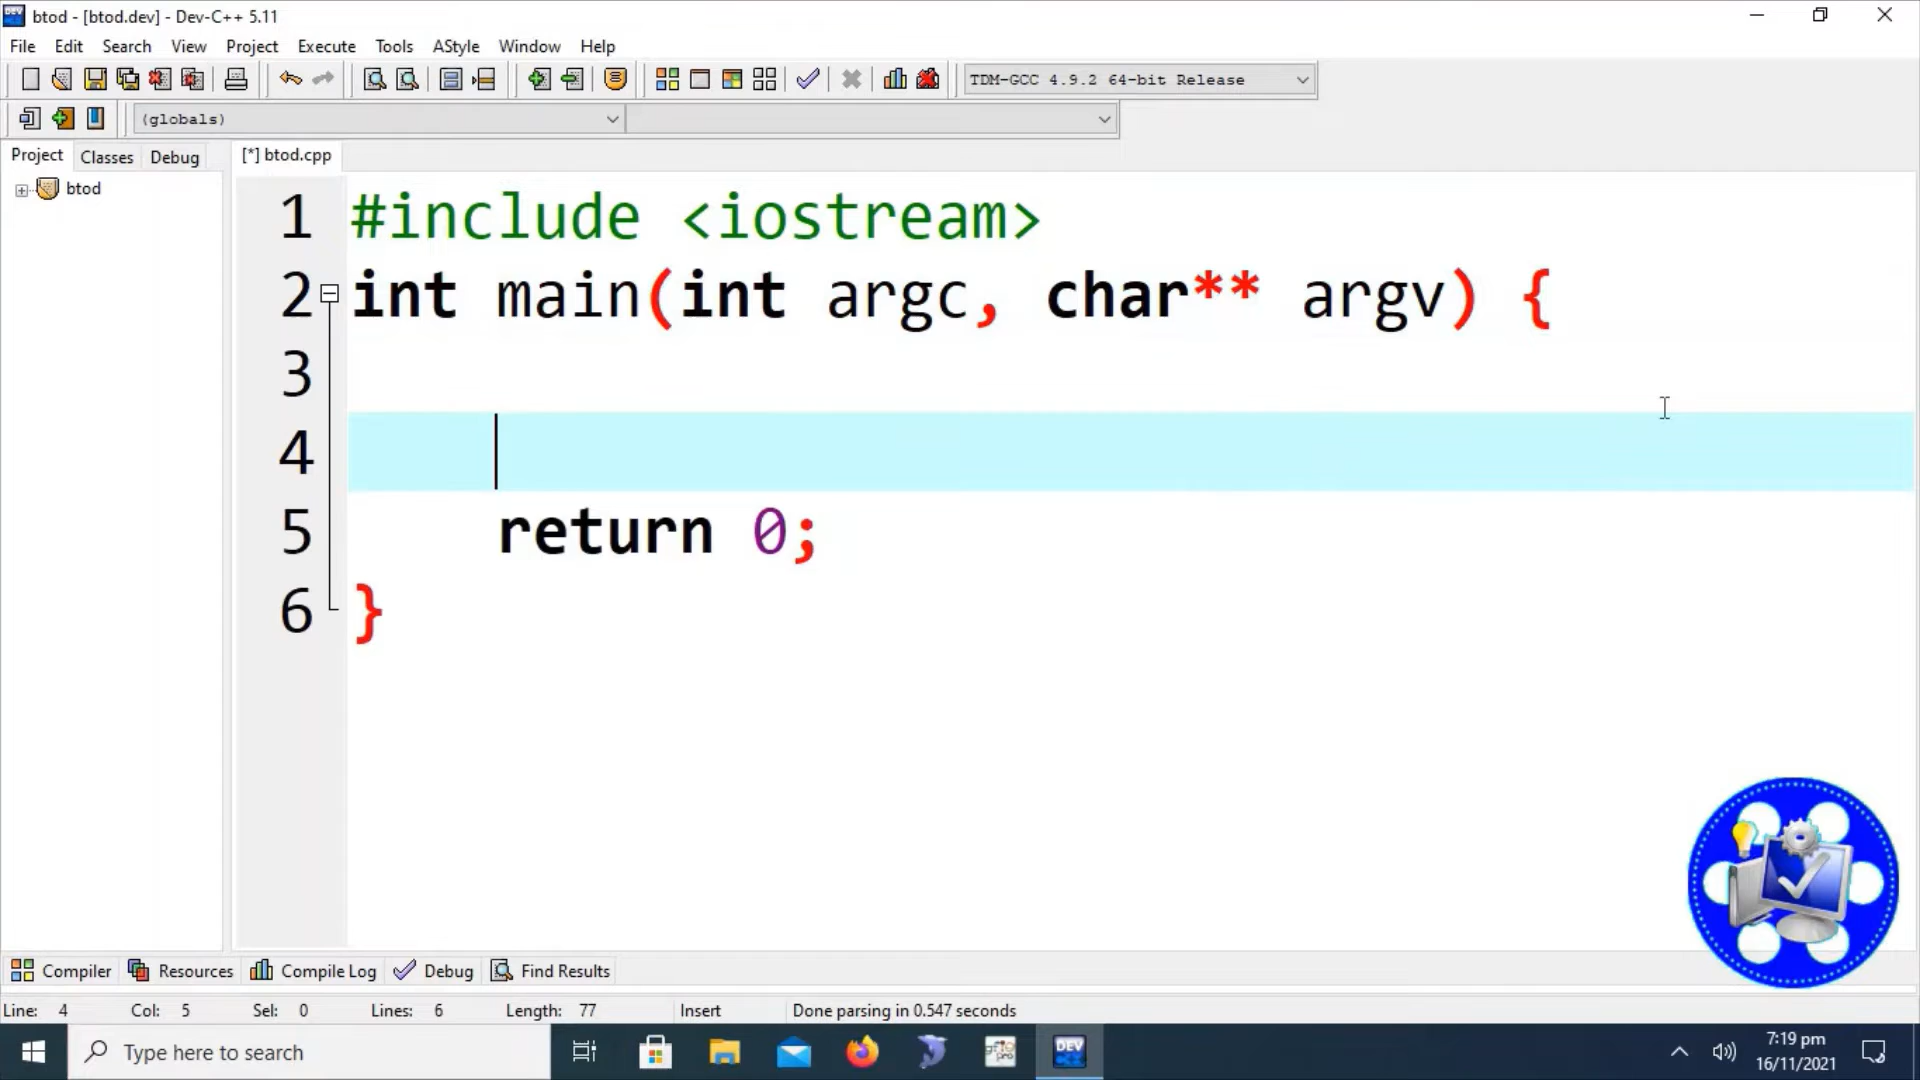 btod - [btod.dev] - Dev-C++ 5.11
File Edit Search View Project Execute Tools AStyle Window Help
TDM-GCC 4.9.2 64-bit Release
(globals)
Project Classes Debug [*] btod.cpp
btod
1 #include <iostream>
2 int main(int argc, char** argv) {
3
4
5 return 0;
6 }
Compiler Resources Compile Log Debug Find Results
Line: 4 Col: 5 Sel: 0 Lines: 6 Length: 77 Insert Done parsing in 0.547 seconds
Type here to search
DEV
7:19 pm
16/11/2021